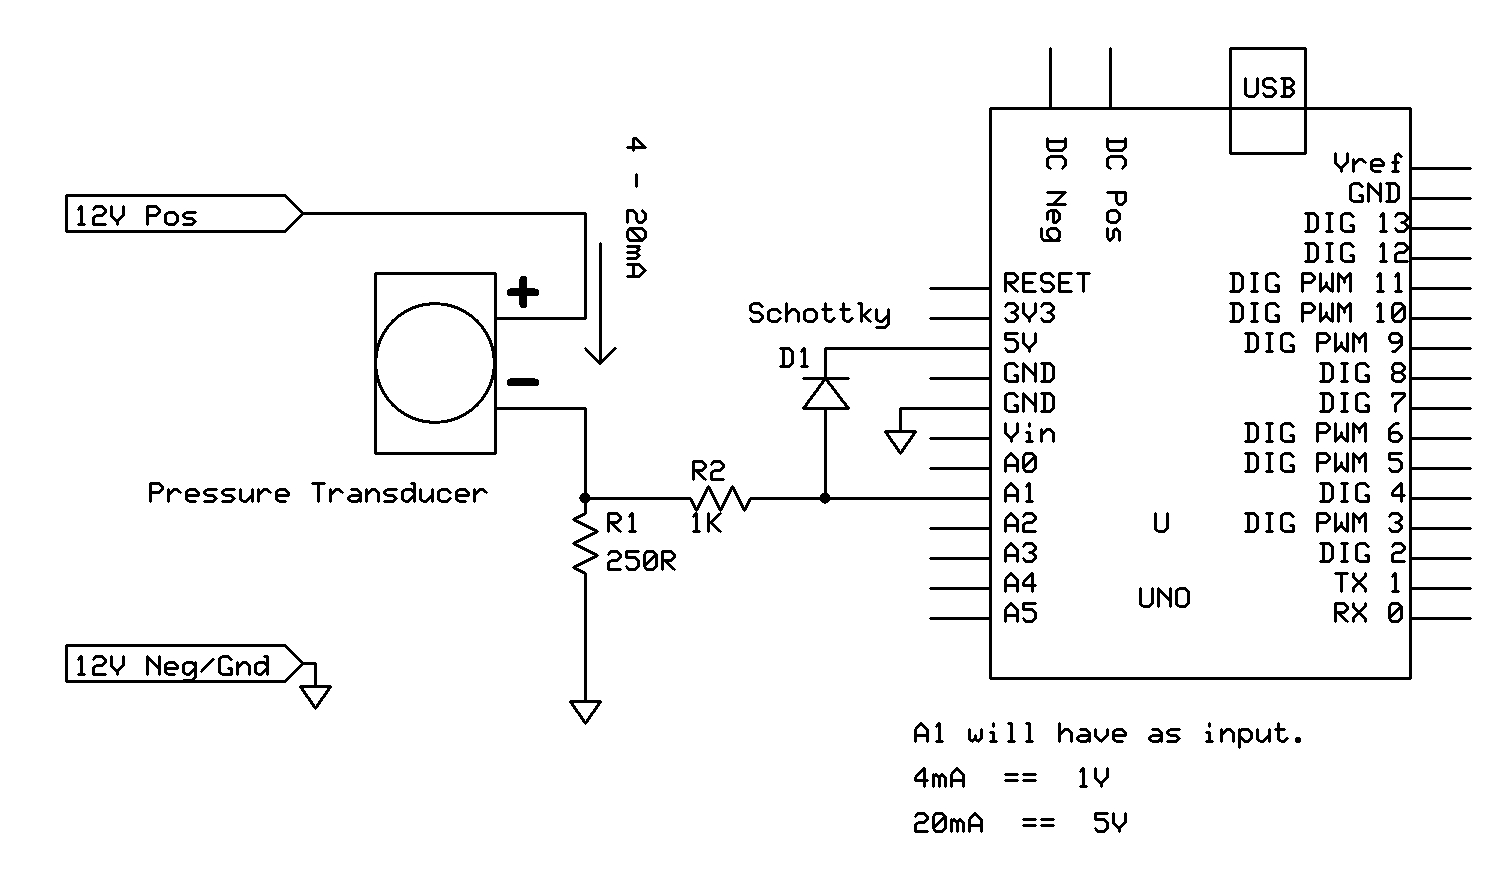 USB
DC Neg
DC Pos
4 - 20mA
12V Pos
+
-
Pressure Transducer
12V Neg/Gnd
R1
250R
R2
1K
Schottky
D1
RESET
3V3
5V
GND
GND
Vin
A0
A1
A2
A3
A4
A5
U
UNO
Vref
GND
DIG 13
DIG 12
DIG PWM 11
DIG PWM 10
DIG PWM 9
DIG 8
DIG 7
DIG PWM 6
DIG PWM 5
DIG 4
DIG PWM 3
DIG 2
TX 1
RX 0
A1 will have as input.
4mA == 1V
20mA == 5V